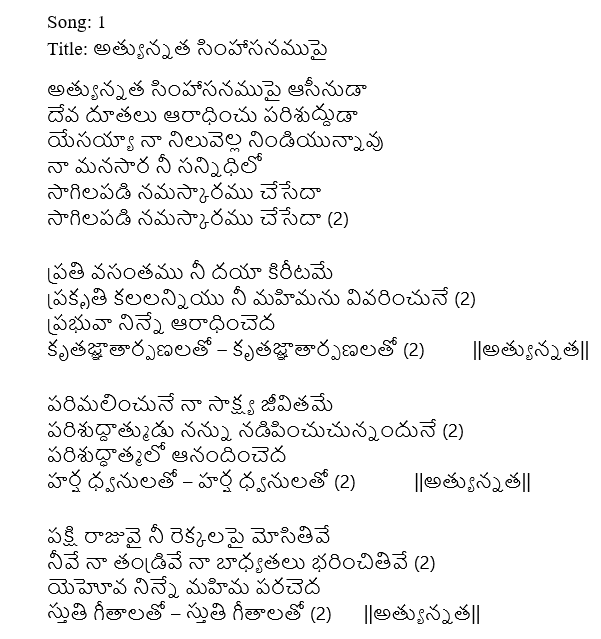 Song: 1
Title: అత్యున్నత సింహాసనముపై
అత్యున్నత సింహాసనముపై ఆసీనుడా
దేవ దూతలు ఆరాధించు పరిశుద్దుడా
యేసయ్యా నా నిలువెల్ల నిండియున్నావు
నా మనసార నీ సన్నిధిలో
సాగిలపడి నమస్కారము చేసేదా
సాగిలపడి నమస్కారము చేసేదా (2)
ప్రతి వసంతము నీ దయా కిరీటమే
ప్రకృతి కలలన్నియు నీ మహిమను వివరించునే (2)
ప్రభువా నిన్నే ఆరాధించెద
కృతజ్ఞాతార్పణలతో – కృతజ్ఞాతార్పణలతో (2) ||అత్యున్నత||
పరిమలించునే నా సాక్ష్య జీవితమే
పరిశుద్దాత్ముడు నన్ను నడిపించుచున్నందునే (2)
పరిశుద్ధాత్మలో ఆనందించెద
హర్ష ధ్వనులతో – హర్ష ధ్వనులతో (2) ||అత్యున్నత||
పక్షి రాజువై నీ రెక్కలపై మోసితివే
నీవే నా తండ్రివే నా బాధ్యతలు భరించితివే (2)
యెహోవ నిన్నే మహిమ పరచెద
స్తుతి గీతాలతో – స్తుతి గీతాలతో (2) ||అత్యున్నత||